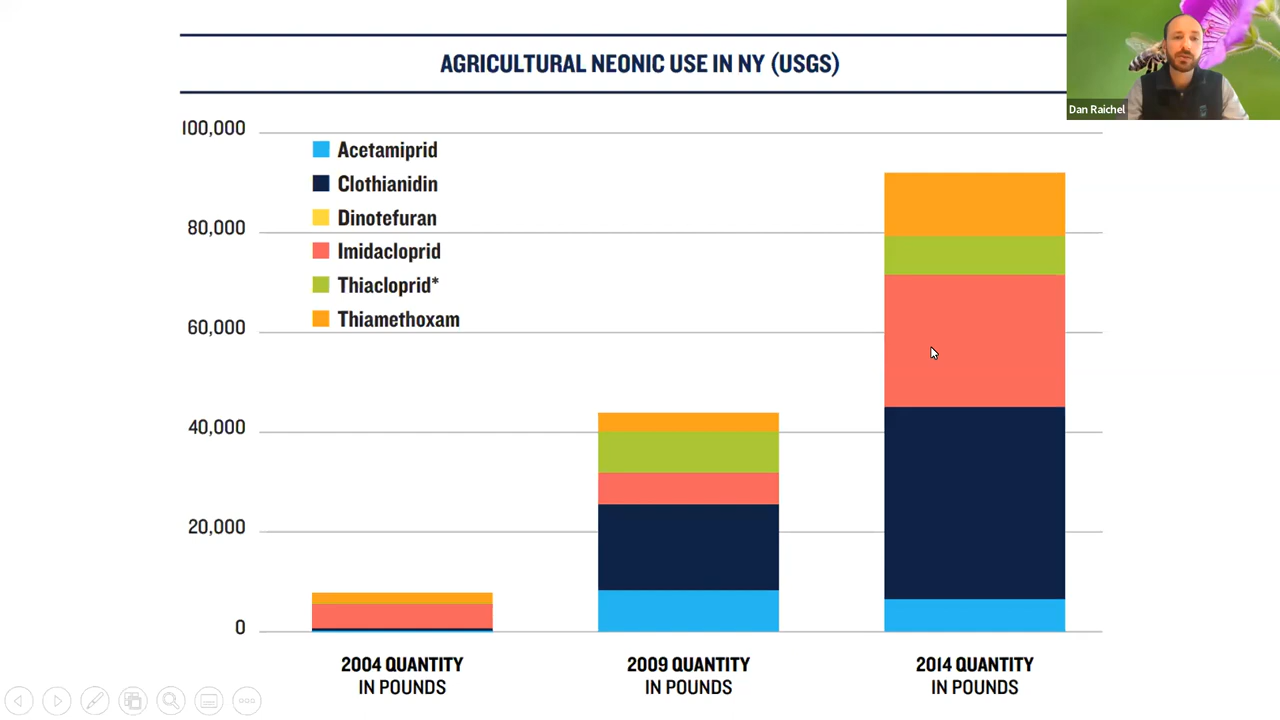 AGRICULTURAL NEONIC USE IN NY (USGS)
Dan Raichel
100,000
80,000
60,000
40,000
20,000
0
Acetamiprid
Clothianidin
Dinotefuran
Imidacloprid
Thiacloprid*
Thiamethoxam
2004 QUANTITY
IN POUNDS
2009 QUANTITY
IN POUNDS
2014 QUANTITY
IN POUNDS